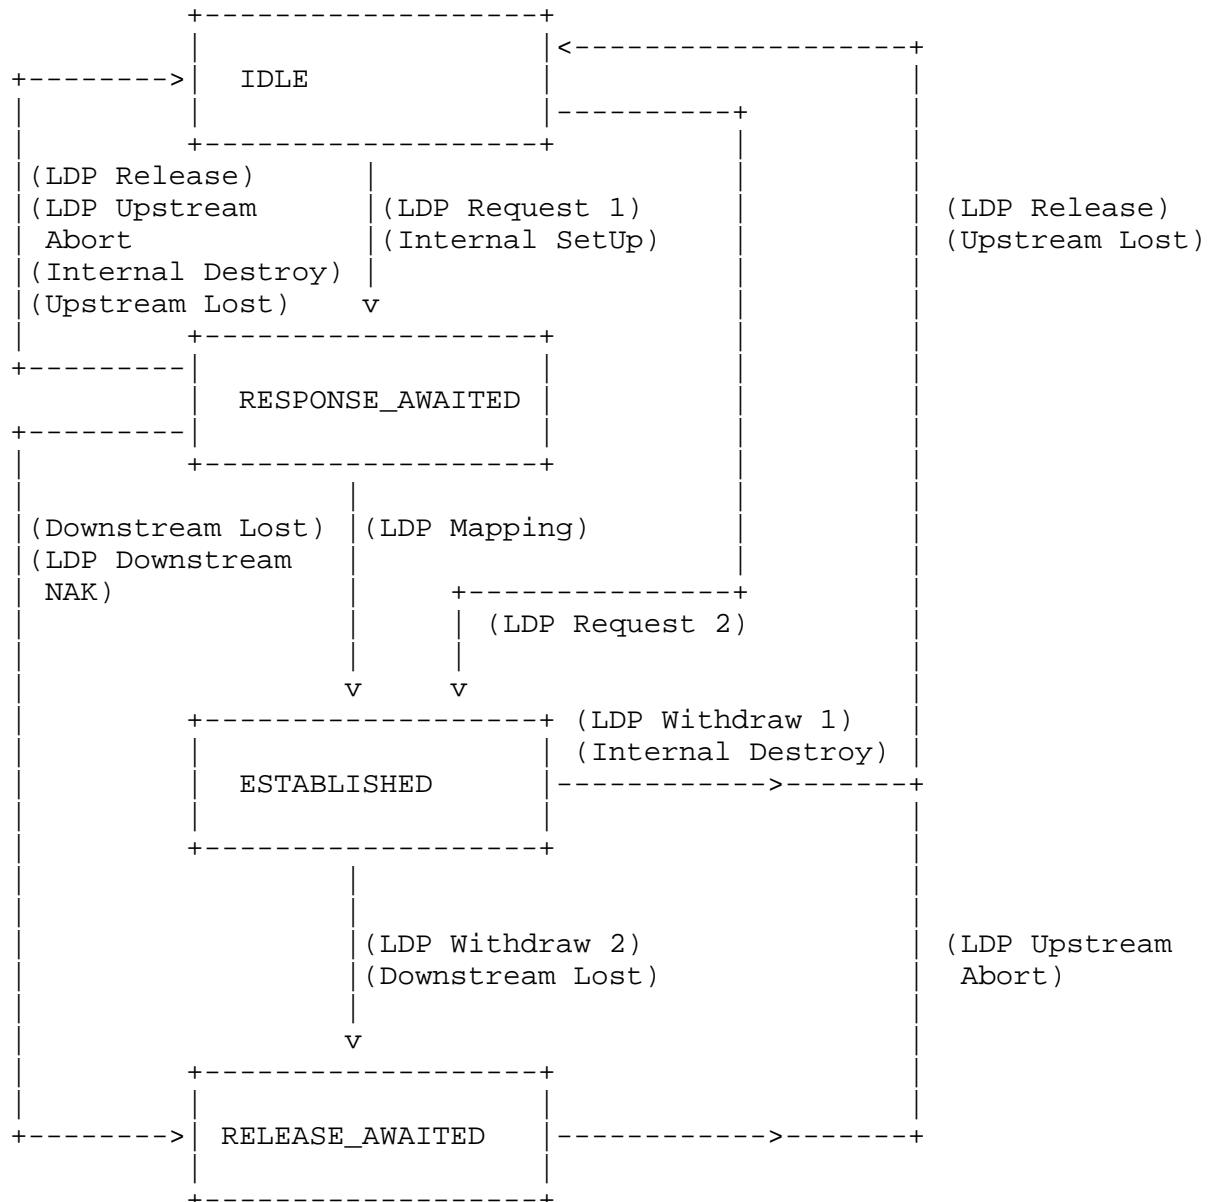 IDLE
(LDP Release)
(LDP Upstream (LDP Request 1) (LDP Release)
Abort (Internal SetUp) (Upstream Lost)
(Internal Destroy)
(Upstream Lost)
RESPONSE_AWAITED
(Downstream Lost) (LDP Mapping)
(LDP Downstream
NAK)
(LDP Request 2)
(LDP Withdraw 1)
(Internal Destroy)
ESTABLISHED
(LDP Withdraw 2) (LDP Upstream
(Downstream Lost) Abort)
RELEASE_AWAITED